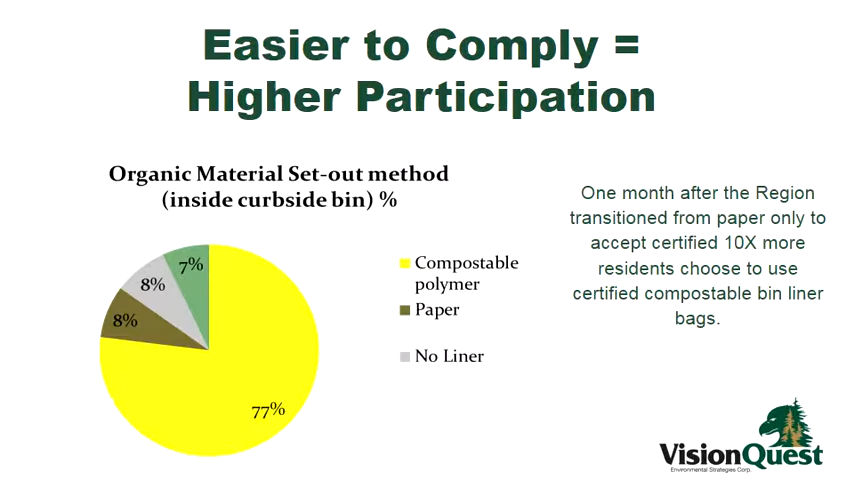 Easier to Comply =
Higher Participation
Organic Material Set-out method
(inside curbside bin) %
7%
8%
8%
77%
Compostable
polymer
Paper
No Liner
One month after the Region
transitioned from paper only to
accept certified 10X more
residents choose to use
certified compostable bin liner
bags.
VisionQuest
Environmental Strategies Corp.